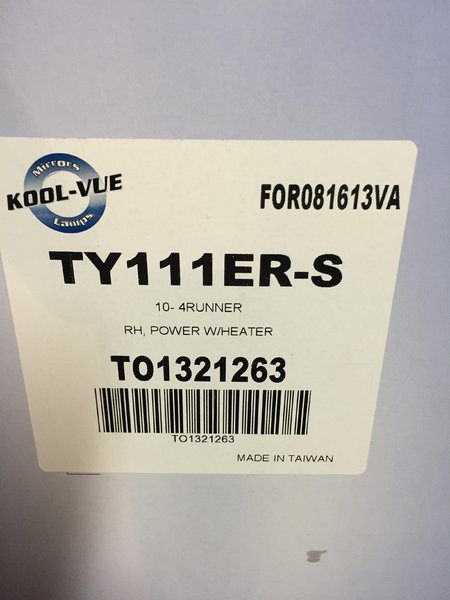 Mirrors
KOOL-VUE
Lamps
FOR081613VA
TY111ER-S
10- 4RUNNER
RH, POWER W/HEATER
TO1321263
TO1321263
MADE IN TAIWAN